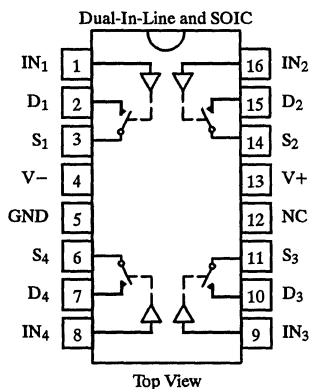 Dual-In-Line and SOIC
IN1 1 16 IN2
D1 2 15 D2
S1 3 14 S2
V− 4 13 V+
GND 5 12 NC
S4 6 11 S3
D4 7 10 D3
IN4 8 9 IN3
Top View